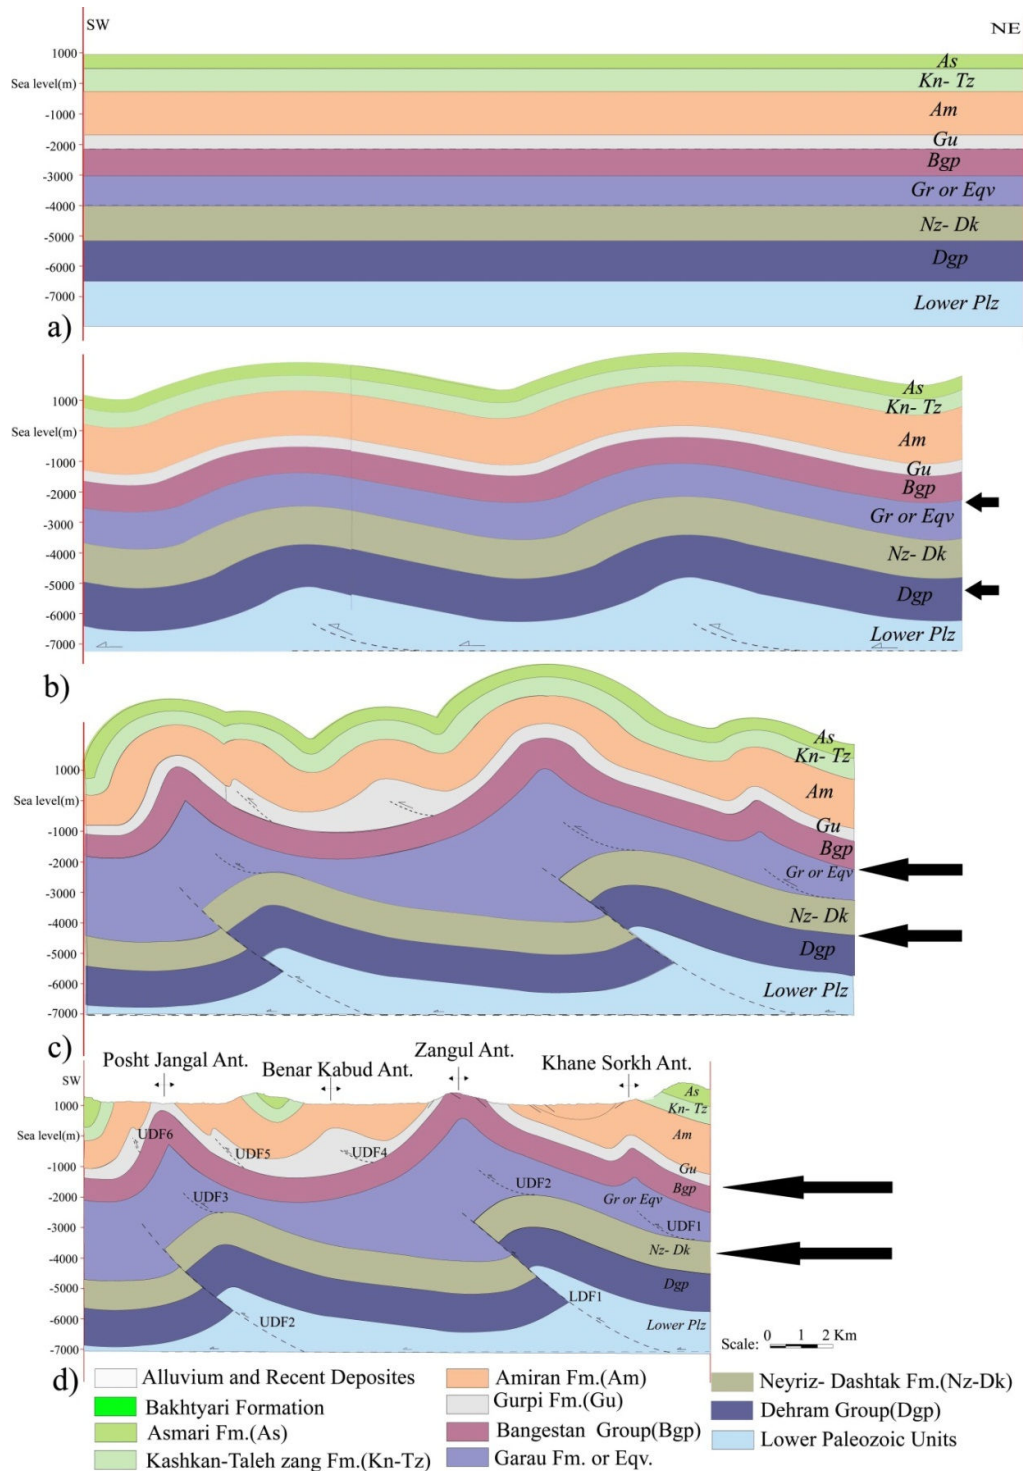 SW NE
1000
Sea level(m)
-1000
-2000
-3000
-4000
-5000
-6000
-7000
As
Kn- Tz
Am
Gu
Bgp
Gr or Eqv
Nz- Dk
Dgp
Lower Plz
a)
1000
Sea level(m)
-1000
-2000
-3000
-4000
-5000
-6000
-7000
As
Kn- Tz
Am
Gu
Bgp
Gr or Eqv
Nz- Dk
Dgp
Lower Plz
b)
1000
Sea level(m)
-1000
-2000
-3000
-4000
-5000
-6000
-7000
As
Kn- Tz
Am
Gu
Bgp
Gr or Eqv
Nz- Dk
Dgp
Lower Plz
c)
Posht Jangal Ant. Benar Kabud Ant. Zangul Ant. Khane Sorkh Ant.
SW
1000
Sea level(m)
-1000
-2000
-3000
-4000
-5000
-6000
-7000
As
Kn- Tz
Am
Gu
Bgp
Gr or Eqv
Nz- Dk
Dgp
Lower Plz
UDF6
UDF5
UDF4
UDF3
UDF2
UDF1
LDF1
UDF2
Scale: 0 1 2 Km
d)
Alluvium and Recent Deposites
Bakhtyari Formation
Asmari Fm.(As)
Kashkan-Taleh zang Fm.(Kn-Tz)
Amiran Fm.(Am)
Gurpi Fm.(Gu)
Bangestan Group(Bgp)
Garau Fm. or Eqv.
Neyriz- Dashtak Fm.(Nz-Dk)
Dehram Group(Dgp)
Lower Paleozoic Units